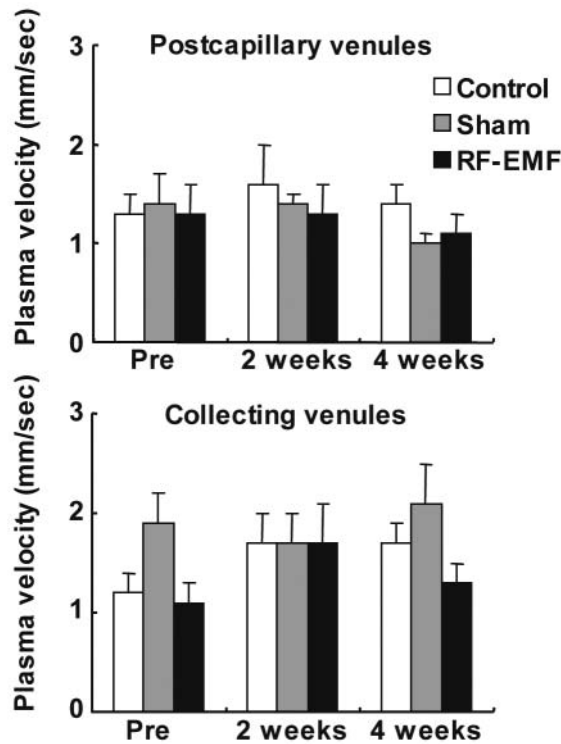 Postcapillary venules
Plasma velocity (mm/sec)
3
2
1
0
Control
Sham
RF-EMF
Pre 2 weeks 4 weeks
Collecting venules
Plasma velocity (mm/sec)
3
2
1
0
Pre 2 weeks 4 weeks